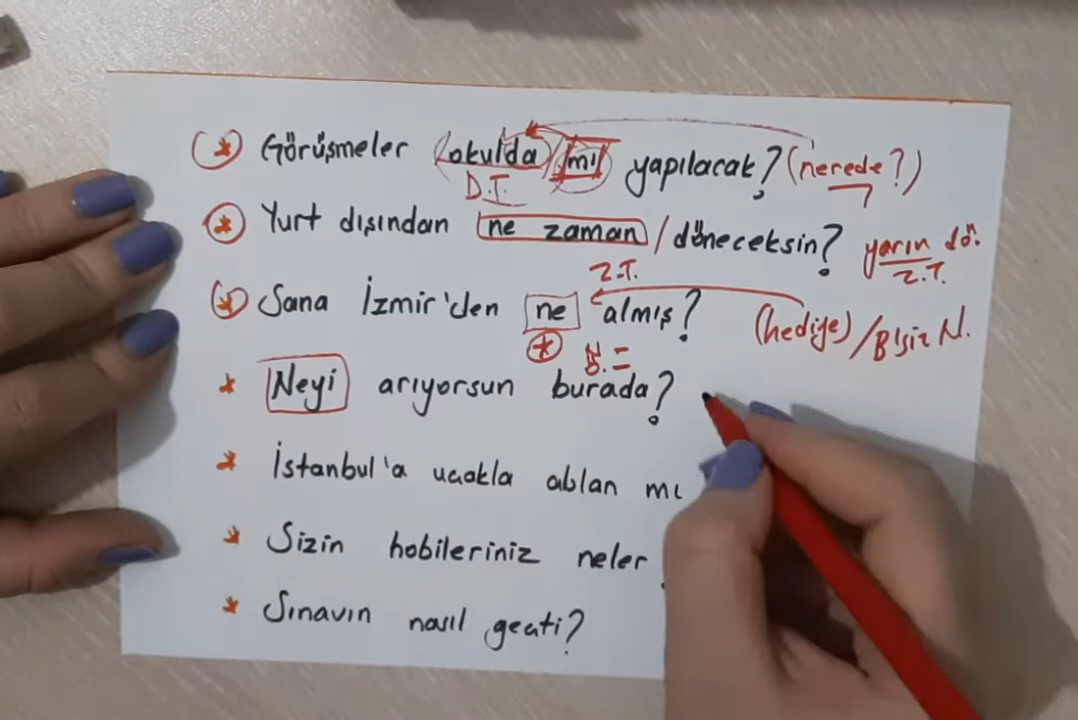 * Görüşmeler (okulda/ mı yapılacak? (nerede?)
D.T.
* Yurt dışından ne zaman / döneceksin? yarın dö.
Z.T. Z.T.
* Sana İzmir'den ne almış? (hediye) / B'siz N.
* N. =
* Neyi arıyorsun burada?
* İstanbul'a uçakla ablan mı
* Sizin hobileriniz neler
* Sınavın nasıl geçti?